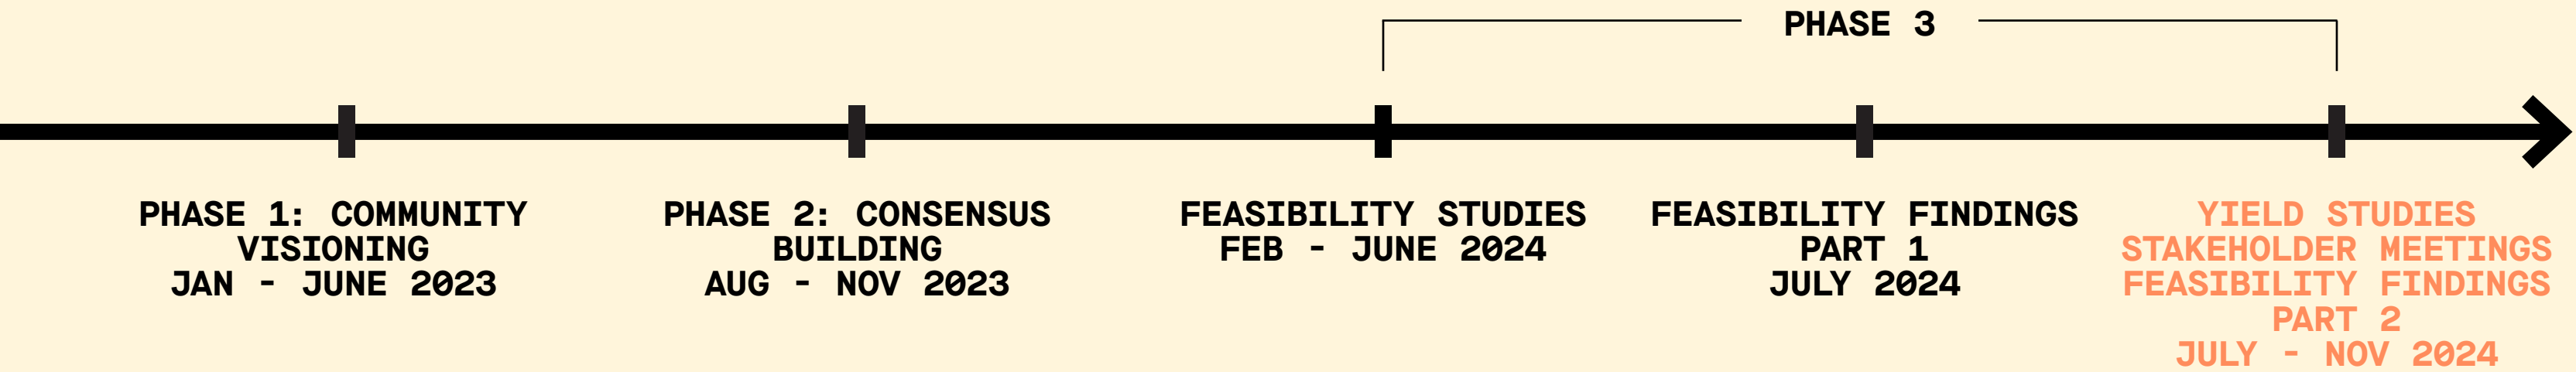 PHASE 3
PHASE 1: COMMUNITY
VISIONING
JAN - JUNE 2023
PHASE 2: CONSENSUS
BUILDING
AUG - NOV 2023
FEASIBILITY STUDIES
FEB - JUNE 2024
FEASIBILITY FINDINGS
PART 1
JULY 2024
YIELD STUDIES
STAKEHOLDER MEETINGS
FEASIBILITY FINDINGS
PART 2
JULY - NOV 2024